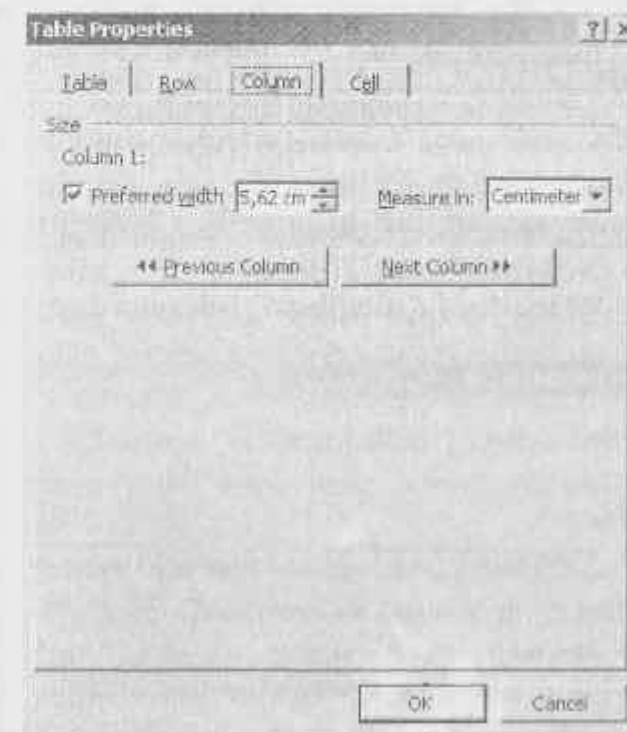 Table Properties ? ×
Table Row Column Cell
Size
Column 1:
Preferred width 5,62 cm Measure in: Centimeter
Previous Column Next Column
OK Cancel